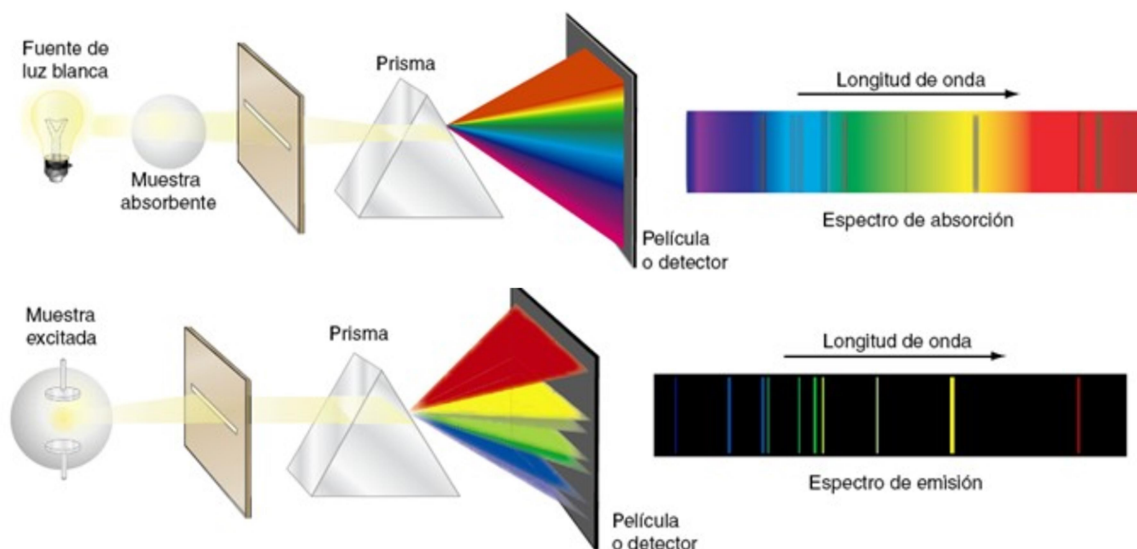 Fuente de
luz blanca
Muestra
absorbente
Prisma
Película
o detector
Longitud de onda
Espectro de absorción
Muestra
excitada
Prisma
Película
o detector
Longitud de onda
Espectro de emisión